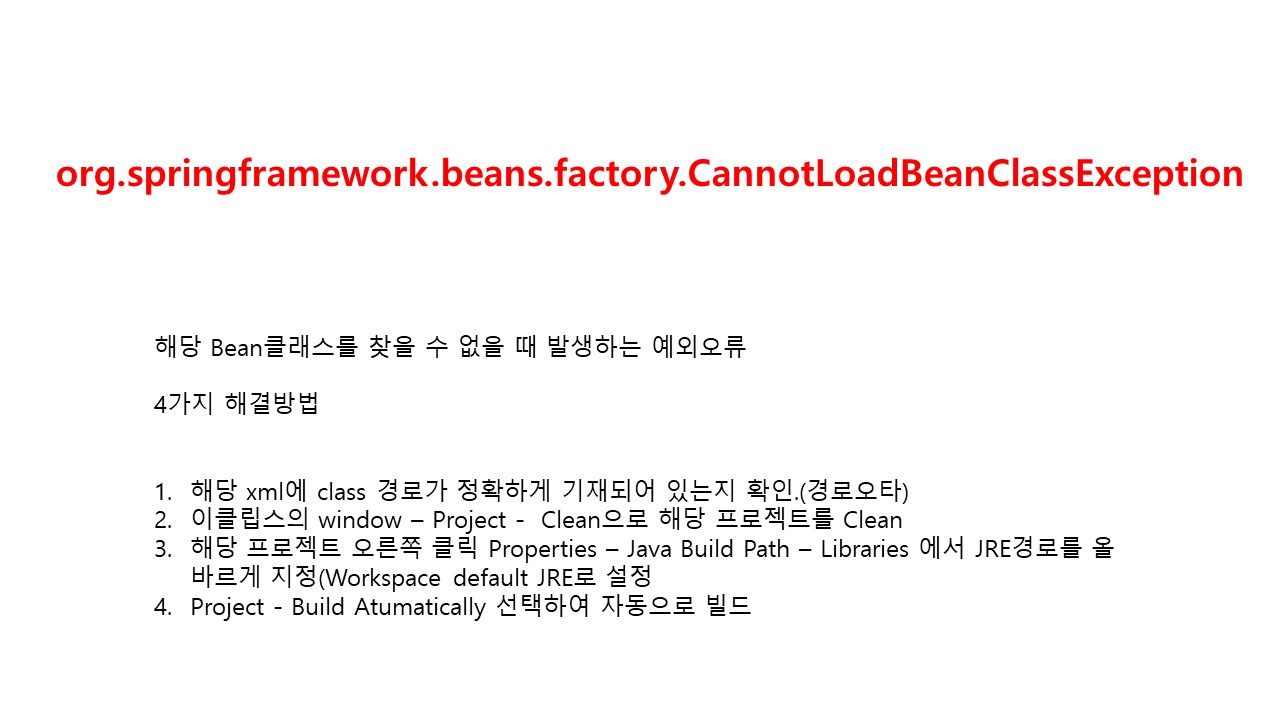 org.springframework.beans.factory.CannotLoadBeanClassException
해당 Bean클래스를 찾을 수 없을 때 발생하는 예외오류
4가지 해결방법
1. 해당 xml에 class 경로가 정확하게 기재되어 있는지 확인.(경로오타)
2. 이클립스의 window – Project - Clean으로 해당 프로젝트를 Clean
3. 해당 프로젝트 오른쪽 클릭 Properties – Java Build Path – Libraries 에서 JRE경로를 올
바르게 지정(Workspace default JRE로 설정
4. Project - Build Atumatically 선택하여 자동으로 빌드